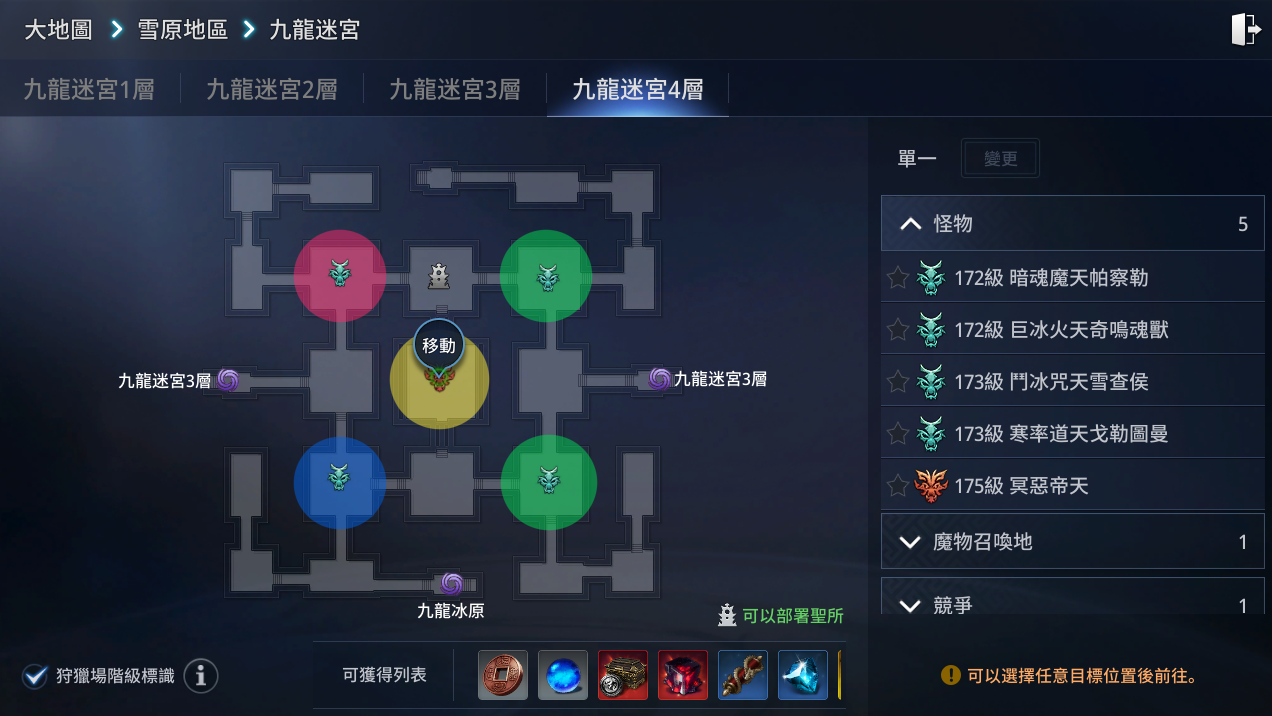 大地圖 > 雪原地區 > 九龍迷宮
九龍迷宮1層 九龍迷宮2層 九龍迷宮3層 九龍迷宮4層
單一 變更
怪物 5
172級 暗魂魔天帕察勒
172級 巨冰火天奇鳴魂獸
173級 鬥冰咒天雪查侯
173級 寒率道天戈勒圖曼
175級 冥惡帝天
魔物召喚地 1
競爭 1
移動
九龍迷宮3層
九龍迷宮3層
九龍冰原
可以部署聖所
狩獵場階級標識
可獲得列表
可以選擇任意目標位置後前往。